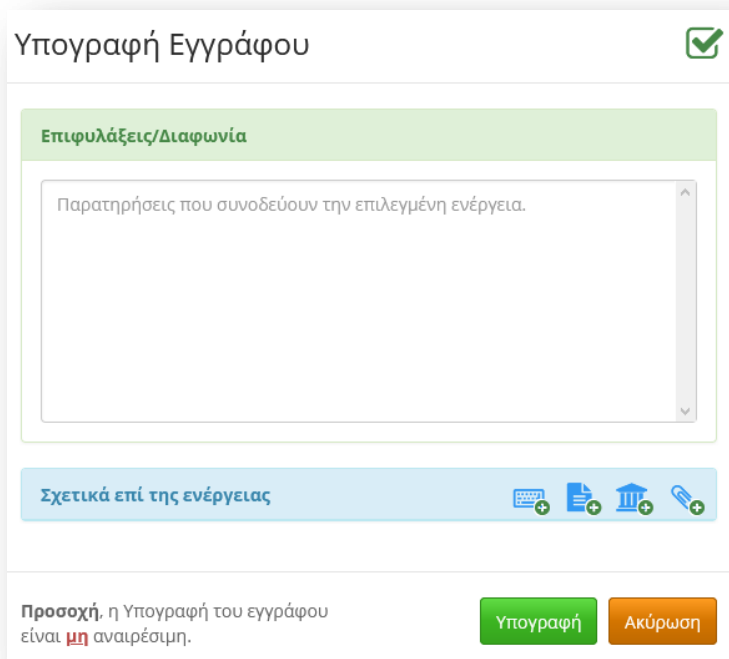 Υπογραφή Εγγράφου
Επιφυλάξεις/Διαφωνία
Παρατηρήσεις που συνοδεύουν την επιλεγμένη ενέργεια.
Σχετικά επί της ενέργειας
Προσοχή, η Υπογραφή του εγγράφου
είναι μη αναιρέσιμη.
Υπογραφή
Ακύρωση